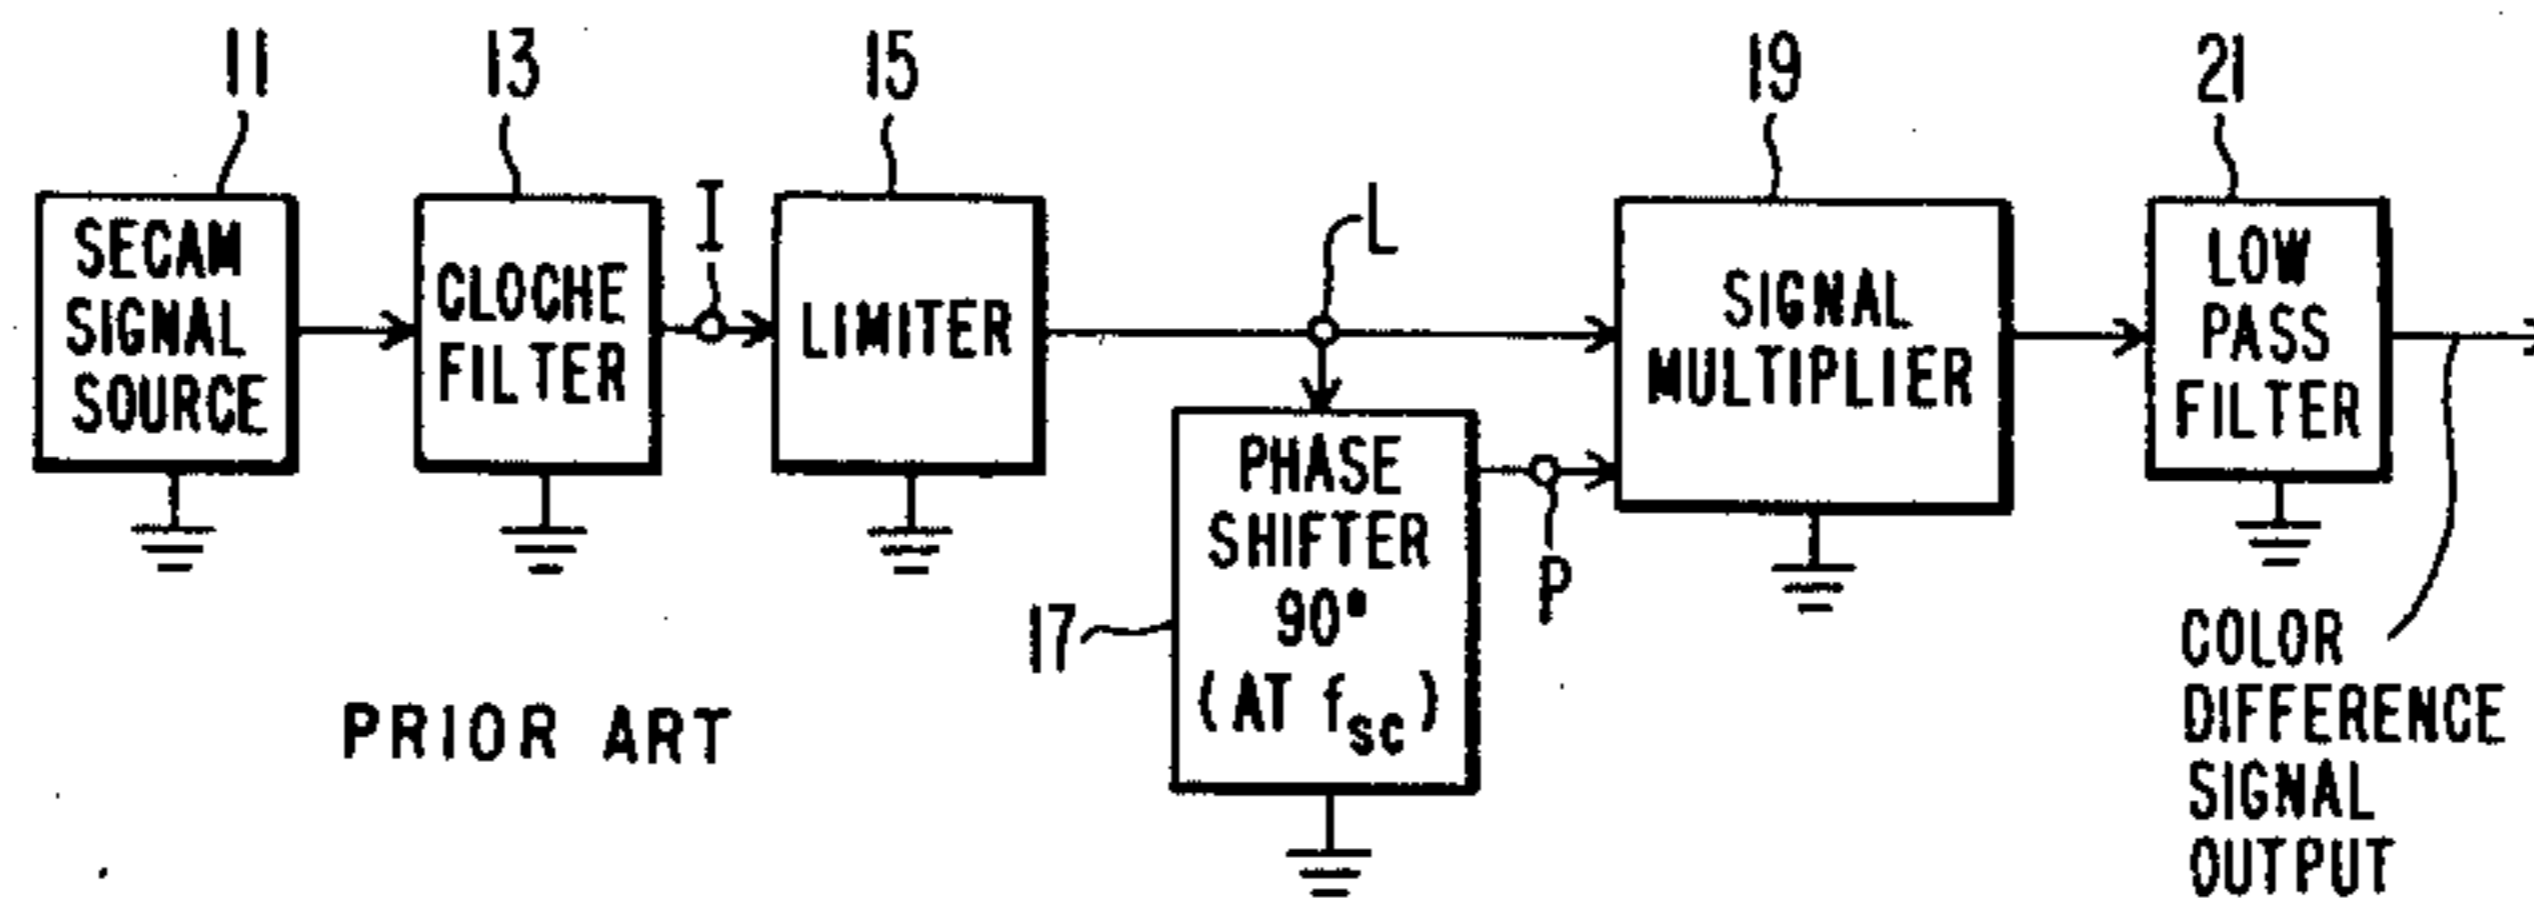 11
13
15
19
21
SECAM
SIGNAL
SOURCE
CLOCHE
FILTER
I
LIMITER
L
SIGNAL
MULTIPLIER
LOW
PASS
FILTER
PHASE
SHIFTER
90°
(AT fsc)
P
17
PRIOR ART
COLOR
DIFFERENCE
SIGNAL
OUTPUT